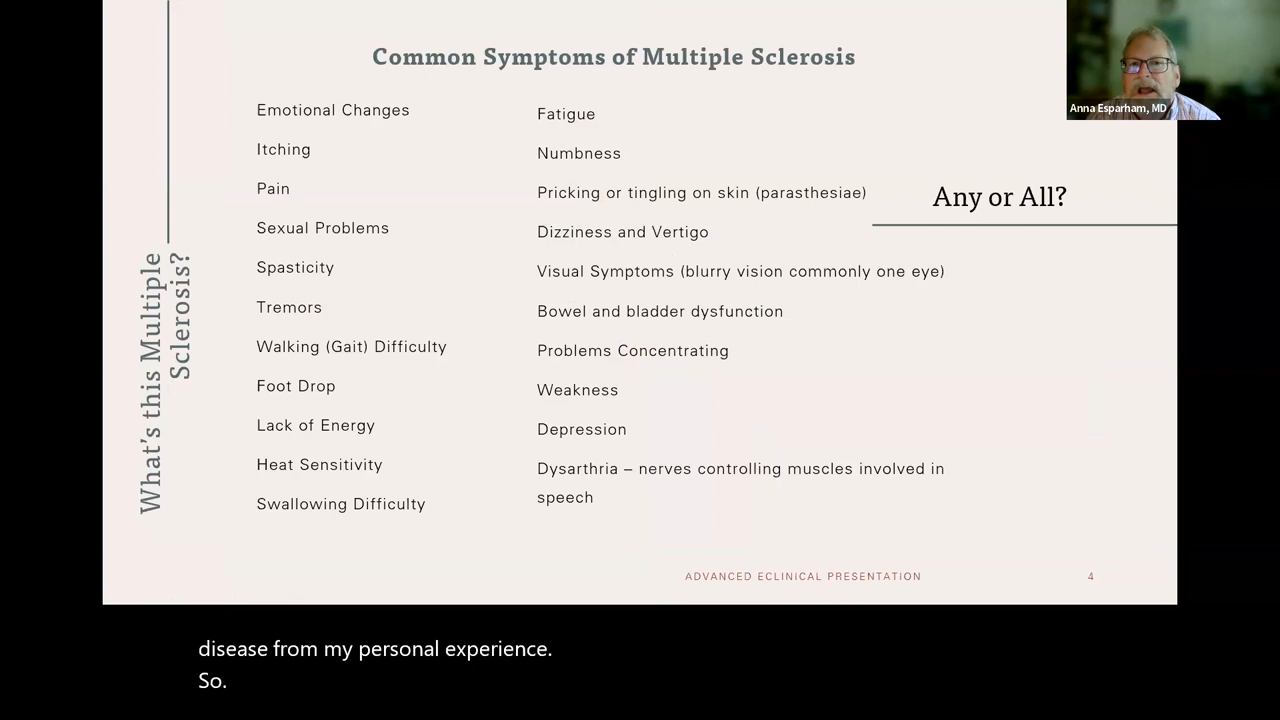 Common Symptoms of Multiple Sclerosis
Anna Esparham, MD
What's this Multiple
Sclerosis?
Emotional Changes
Itching
Pain
Sexual Problems
Spasticity
Tremors
Walking (Gait) Difficulty
Foot Drop
Lack of Energy
Heat Sensitivity
Swallowing Difficulty
Fatigue
Numbness
Pricking or tingling on skin (parasthesiae)
Dizziness and Vertigo
Visual Symptoms (blurry vision commonly one eye)
Bowel and bladder dysfunction
Problems Concentrating
Weakness
Depression
Dysarthria – nerves controlling muscles involved in
speech
Any or All?
ADVANCED ECLINICAL PRESENTATION
4
disease from my personal experience.
So.